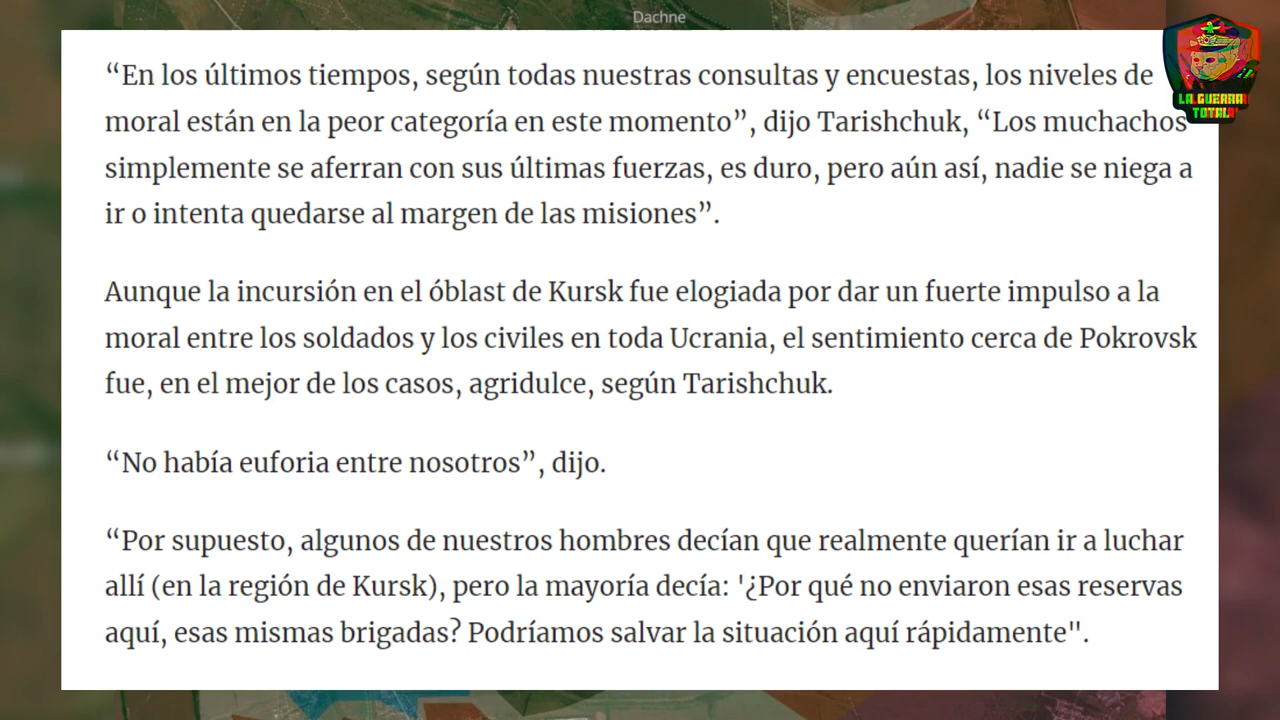 Dachne
LA GUERRA
TOTAL
“En los últimos tiempos, según todas nuestras consultas y encuestas, los niveles de
moral están en la peor categoría en este momento”, dijo Tarishchuk, “Los muchachos
simplemente se aferran con sus últimas fuerzas, es duro, pero aún así, nadie se niega a
ir o intenta quedarse al margen de las misiones”.
Aunque la incursión en el óblast de Kursk fue elogiada por dar un fuerte impulso a la
moral entre los soldados y los civiles en toda Ucrania, el sentimiento cerca de Pokrovsk
fue, en el mejor de los casos, agridulce, según Tarishchuk.
“No había euforia entre nosotros”, dijo.
“Por supuesto, algunos de nuestros hombres decían que realmente querían ir a luchar
allí (en la región de Kursk), pero la mayoría decía: '¿Por qué no enviaron esas reservas
aquí, esas mismas brigadas? Podríamos salvar la situación aquí rápidamente".